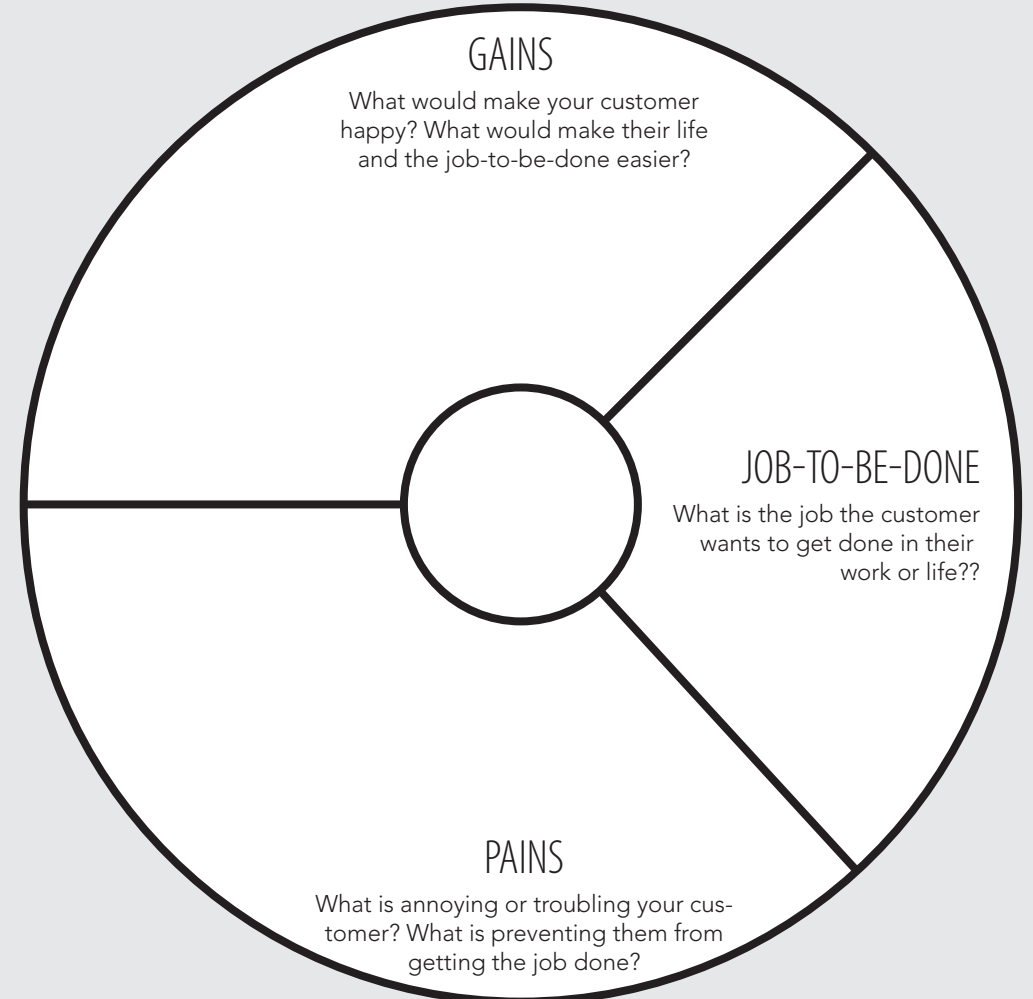 GAINS
What would make your customer
happy? What would make their life
and the job-to-be-done easier?
JOB-TO-BE-DONE
What is the job the customer
wants to get done in their
work or life??
PAINS
What is annoying or troubling your cus-
tomer? What is preventing them from
getting the job done?